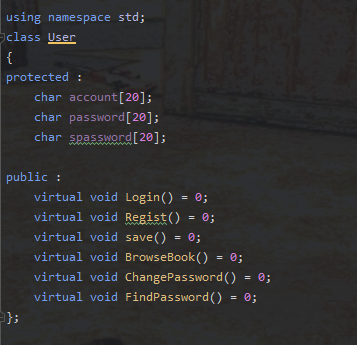 using namespace std;
class User
{
protected :
    char account[20];
    char password[20];
    char spassword[20];

public :
    virtual void Login() = 0;
    virtual void Regist() = 0;
    virtual void save() = 0;
    virtual void BrowseBook() = 0;
    virtual void ChangePassword() = 0;
    virtual void FindPassword() = 0;
};